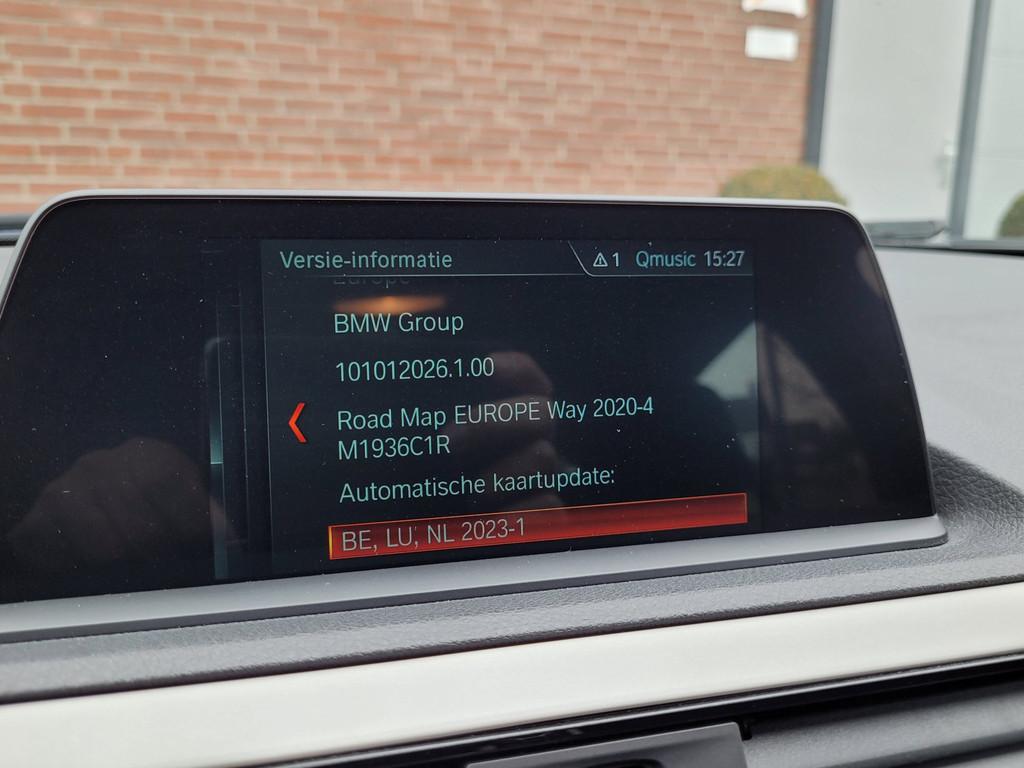 Versie-informatie
1 Qmusic 15:27
Europe
BMW Group
101012026.1.00
Road Map EUROPE Way 2020-4
M1936C1R
Automatische kaartupdate:
BE, LU, NL 2023-1